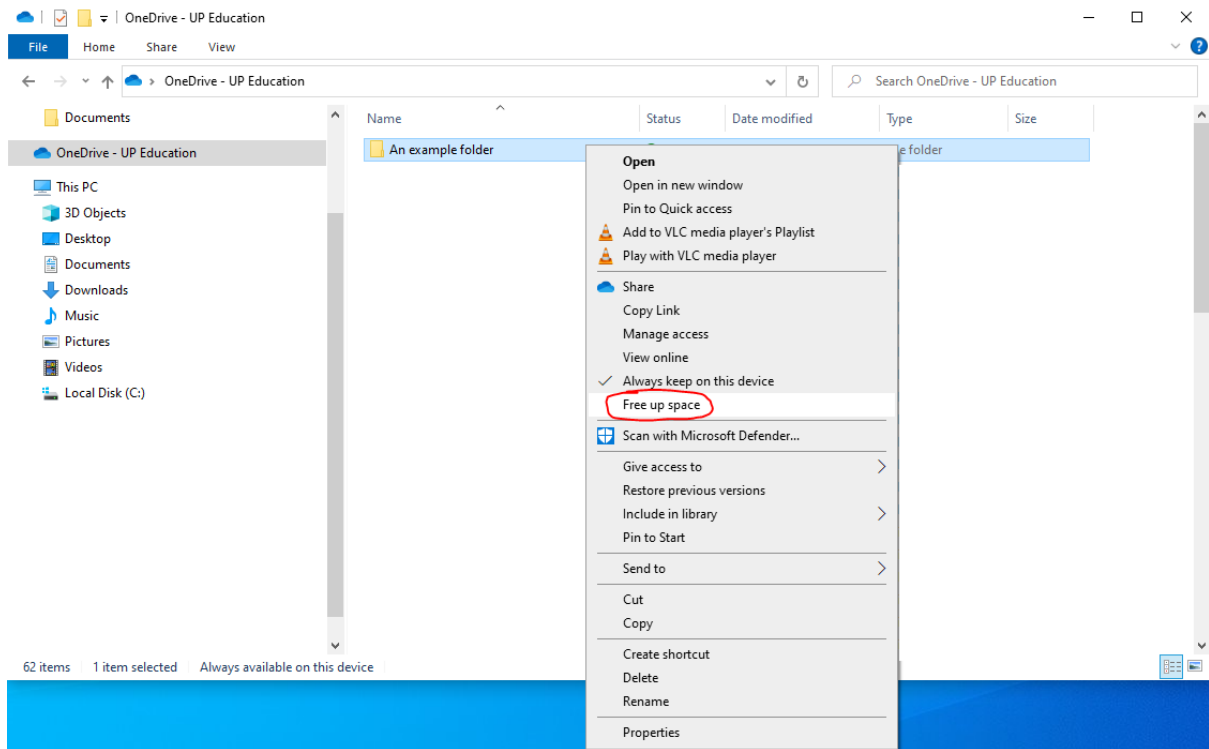 OneDrive - UP Education
File Home Share View
OneDrive - UP Education
Search OneDrive - UP Education
Documents
OneDrive - UP Education
This PC
3D Objects
Desktop
Documents
Downloads
Music
Pictures
Videos
Local Disk (C:)
Name Status Date modified Type Size
An example folder e folder
Open
Open in new window
Pin to Quick access
Add to VLC media player's Playlist
Play with VLC media player
Share
Copy Link
Manage access
View online
Always keep on this device
Free up space
Scan with Microsoft Defender...
Give access to
Restore previous versions
Include in library
Pin to Start
Send to
Cut
Copy
Create shortcut
Delete
Rename
Properties
62 items 1 item selected Always available on this device